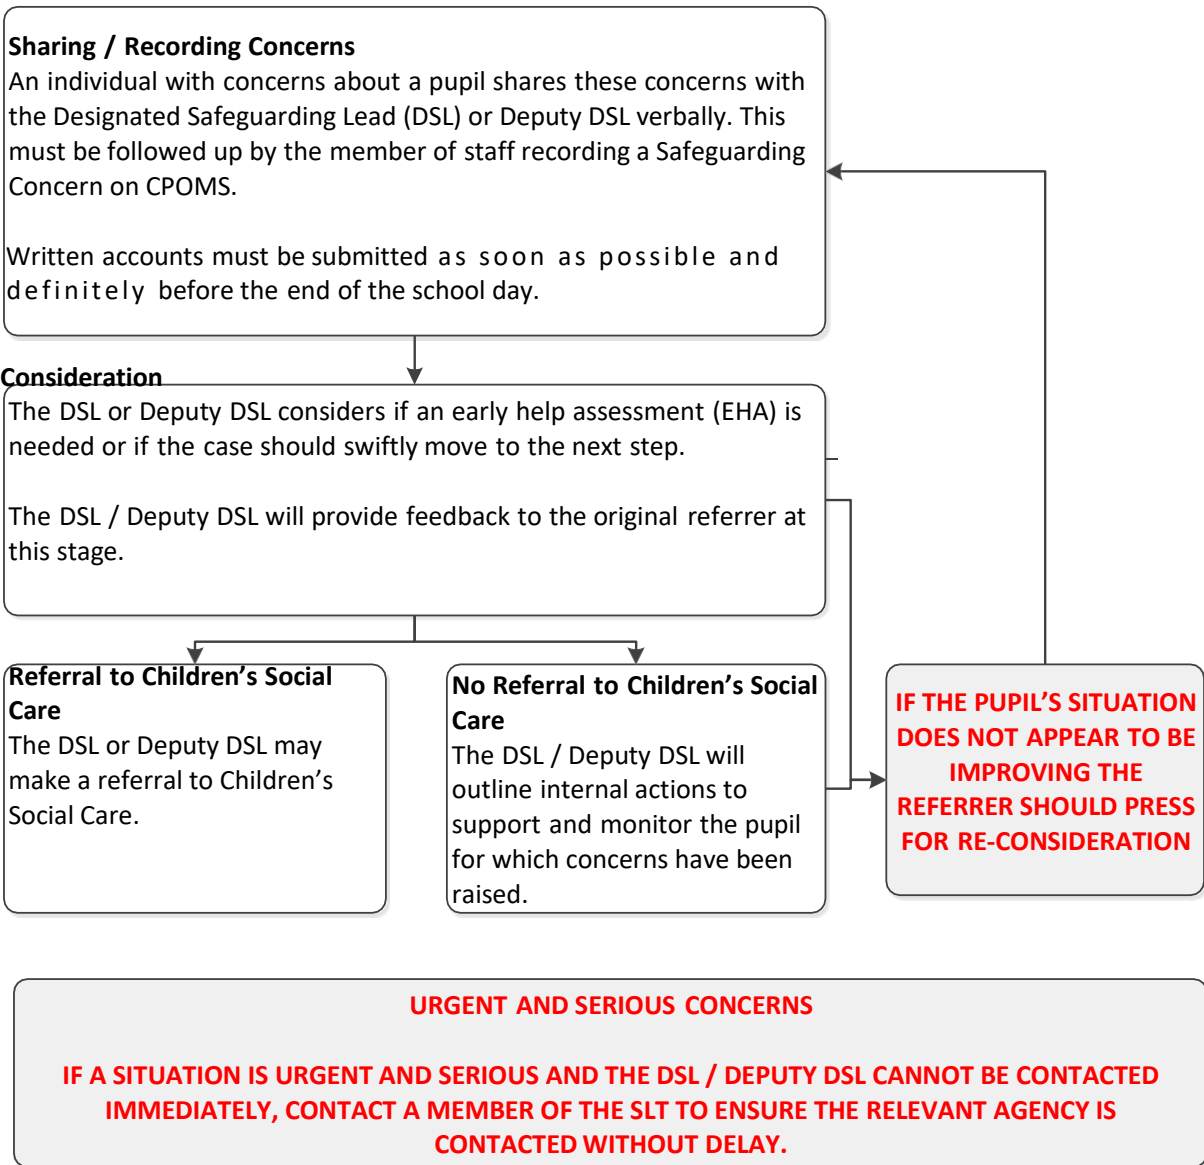 Sharing / Recording Concerns
An individual with concerns about a pupil shares these concerns with
the Designated Safeguarding Lead (DSL) or Deputy DSL verbally. This
must be followed up by the member of staff recording a Safeguarding
Concern on CPOMS.
Written accounts must be submitted as soon as possible and
definitely before the end of the school day.
Consideration
The DSL or Deputy DSL considers if an early help assessment (EHA) is
needed or if the case should swiftly move to the next step.
The DSL / Deputy DSL will provide feedback to the original referrer at
this stage.
Referral to Children’s Social
Care
The DSL or Deputy DSL may
make a referral to Children’s
Social Care.
No Referral to Children’s Social
Care
The DSL / Deputy DSL will
outline internal actions to
support and monitor the pupil
for which concerns have been
raised.
IF THE PUPIL’S SITUATION
DOES NOT APPEAR TO BE
IMPROVING THE
REFERRER SHOULD PRESS
FOR RE-CONSIDERATION
URGENT AND SERIOUS CONCERNS
IF A SITUATION IS URGENT AND SERIOUS AND THE DSL / DEPUTY DSL CANNOT BE CONTACTED
IMMEDIATELY, CONTACT A MEMBER OF THE SLT TO ENSURE THE RELEVANT AGENCY IS
CONTACTED WITHOUT DELAY.